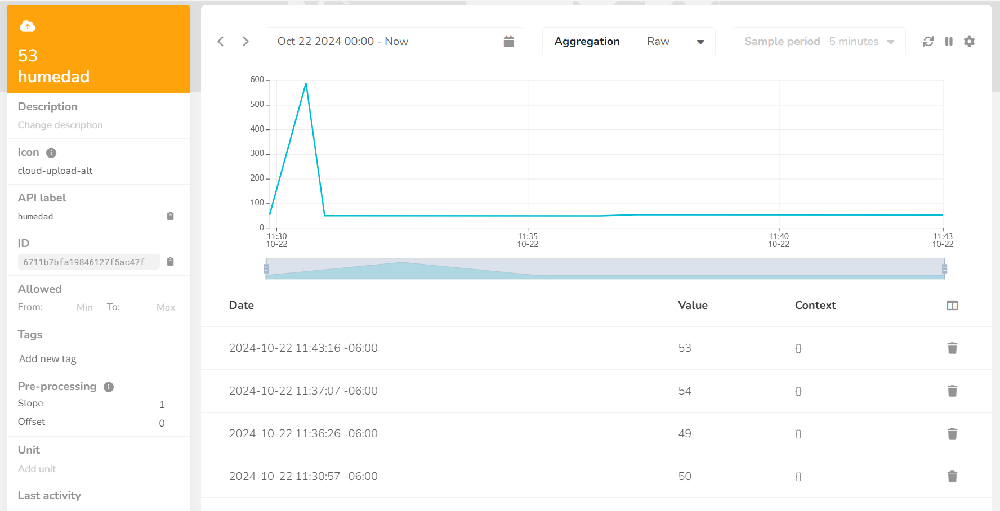 53
humedad
Description
Change description
Icon
cloud-upload-alt
API label
humedad
ID
6711b7bfa19846127f5ac47f
Allowed
From: Min To: Max
Tags
Add new tag
Pre-processing
Slope 1
Offset 0
Unit
Add unit
Last activity
Oct 22 2024 00:00 - Now
Aggregation Raw
Sample period 5 minutes
600
500
400
300
200
100
0
11:30 11:35 11:40 11:43
10-22 10-22 10-22 10-22
Date Value Context
2024-10-22 11:43:16 -06:00 53 {}
2024-10-22 11:37:07 -06:00 54 {}
2024-10-22 11:36:26 -06:00 49 {}
2024-10-22 11:30:57 -06:00 50 {}